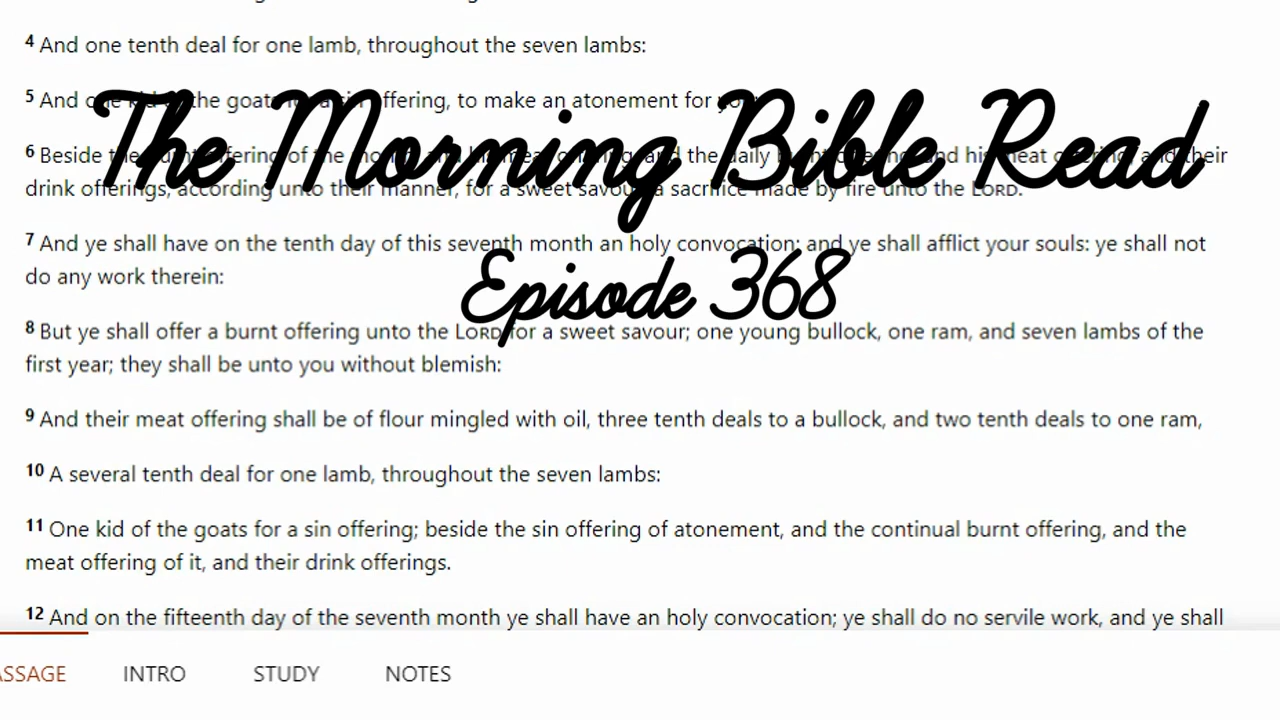 4 And one tenth deal for one lamb, throughout the seven lambs:
5 And one kid of the goats for a sin offering, to make an atonement for you:
The Morning Bible Read
6 Beside the burnt offering of the month, and his meat offering, and the daily burnt offering, and his meat offering, and their
drink offerings, according unto their manner, for a sweet savour, a sacrifice made by fire unto the LORD.
7 And ye shall have on the tenth day of this seventh month an holy convocation; and ye shall afflict your souls: ye shall not
do any work therein:
Episode 368
8 But ye shall offer a burnt offering unto the LORD for a sweet savour; one young bullock, one ram, and seven lambs of the
first year; they shall be unto you without blemish:
9 And their meat offering shall be of flour mingled with oil, three tenth deals to a bullock, and two tenth deals to one ram,
10 A several tenth deal for one lamb, throughout the seven lambs:
11 One kid of the goats for a sin offering; beside the sin offering of atonement, and the continual burnt offering, and the
meat offering of it, and their drink offerings.
12 And on the fifteenth day of the seventh month ye shall have an holy convocation; ye shall do no servile work, and ye shall
ASSAGE INTRO STUDY NOTES